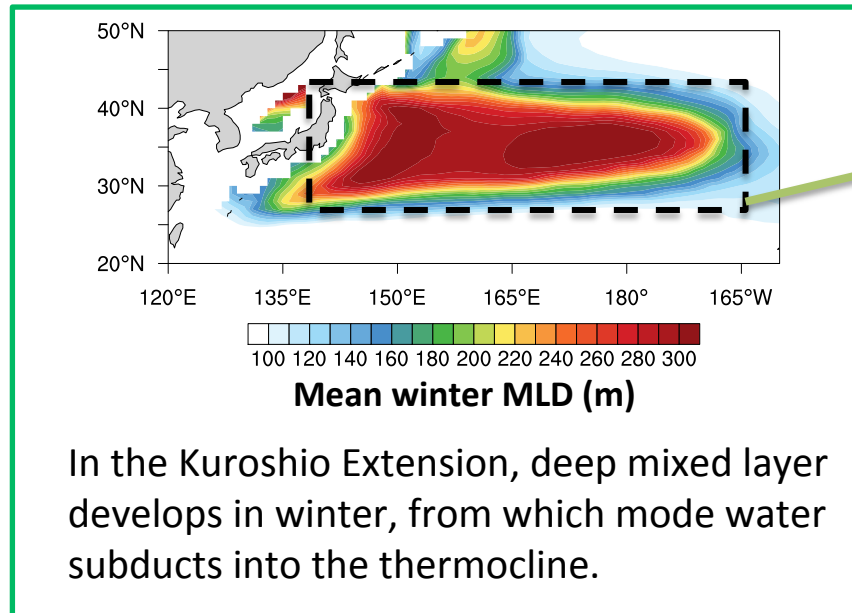 50°N
40°N
30°N
20°N
120°E 135°E 150°E 165°E 180° 165°W
100 120 140 160 180 200 220 240 260 280 300
Mean winter MLD (m)
In the Kuroshio Extension, deep mixed layer
develops in winter, from which mode water
subducts into the thermocline.